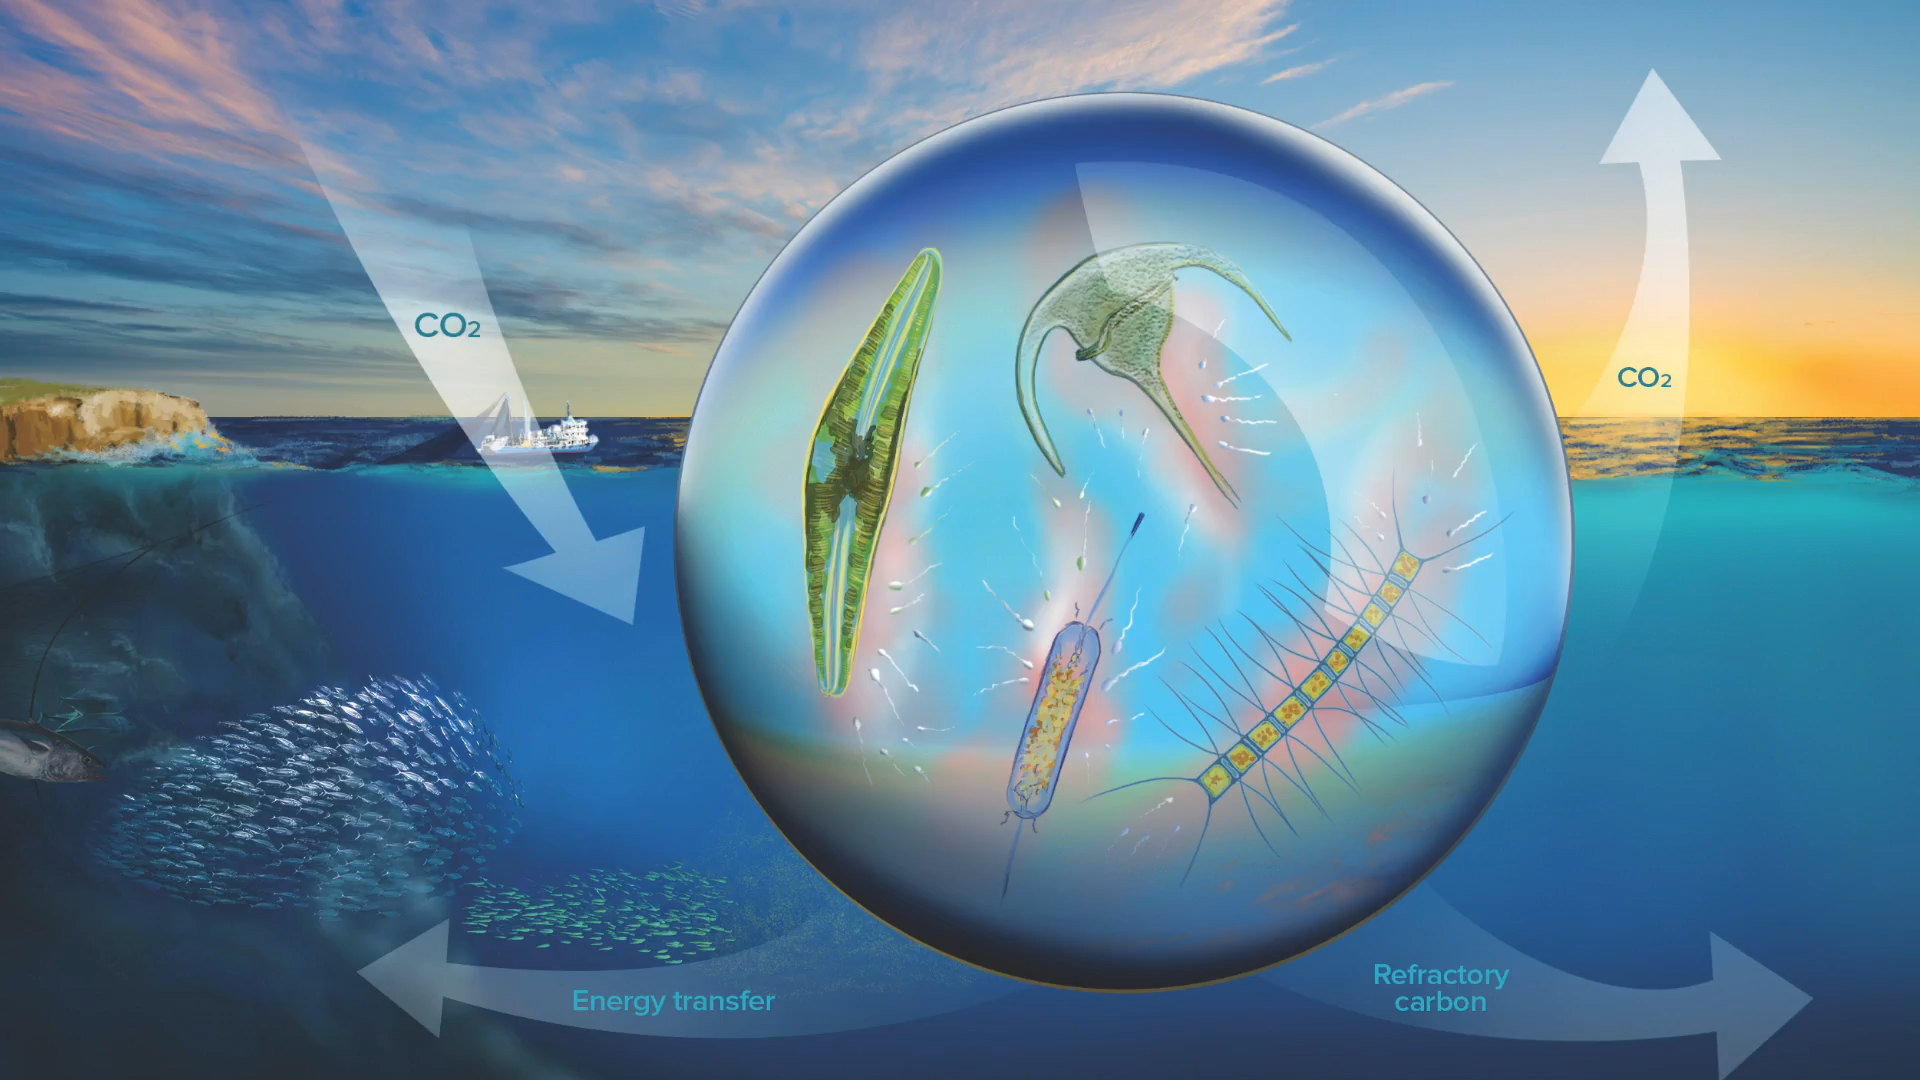 CO₂
CO₂
Energy transfer
Refractory
carbon